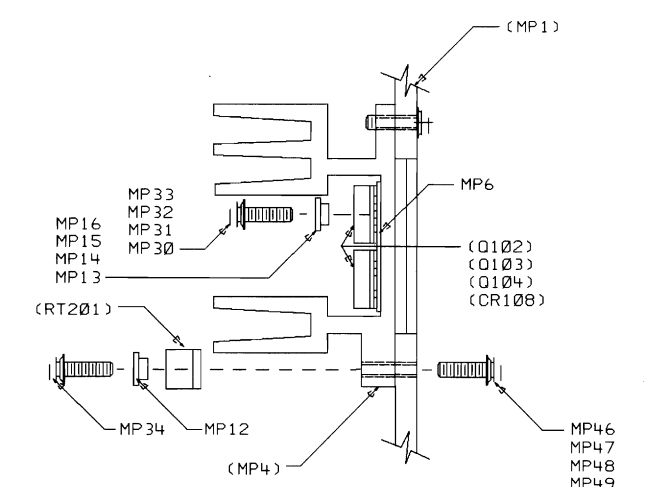 (MP1)
MP6
MP33
MP32
MP31
MP30
MP16
MP15
MP14
MP13
(Q102)
(Q103)
(Q104)
(CR108)
(RT201)
MP34
MP12
(MP4)
MP46
MP47
MP48
MP49